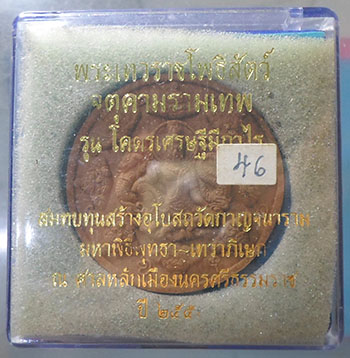 พระเทวราชโพธิสัตว์
จตุคามรามเทพ
รุ่น โคตรเศรษฐีมีกำไร
46
สมทบทุนสร้างอุโบสถวัดกาญจนาราม
มหาพิธีพุทธา-เทวาภิเษก
ณ ศาลหลักเมืองนครศรีธรรมราช
ปี ๒๕๕๐